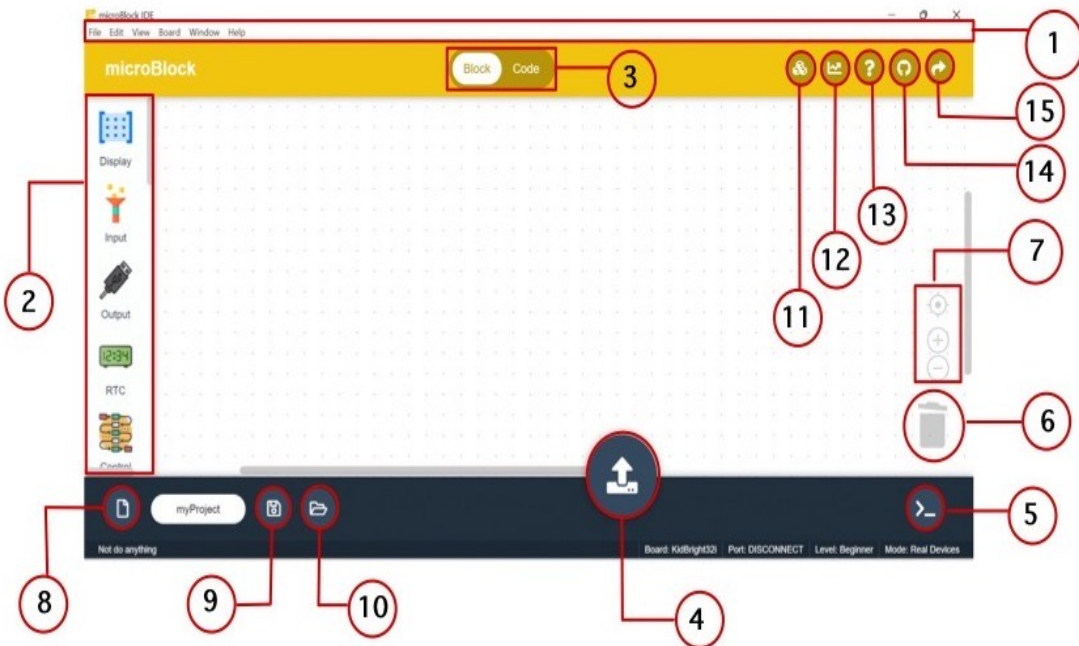 microBlock IDE
File Edit View Board Window Help
1
microBlock
Block Code
3
15
Display
14
Input
13
7
12
2
Output
11
12:34
RTC
6
Control
myProject
5
Not do anything
Board: KidBright32i Port: DISCONNECT Level: Beginner Mode: Real Devices
8
9
10
4